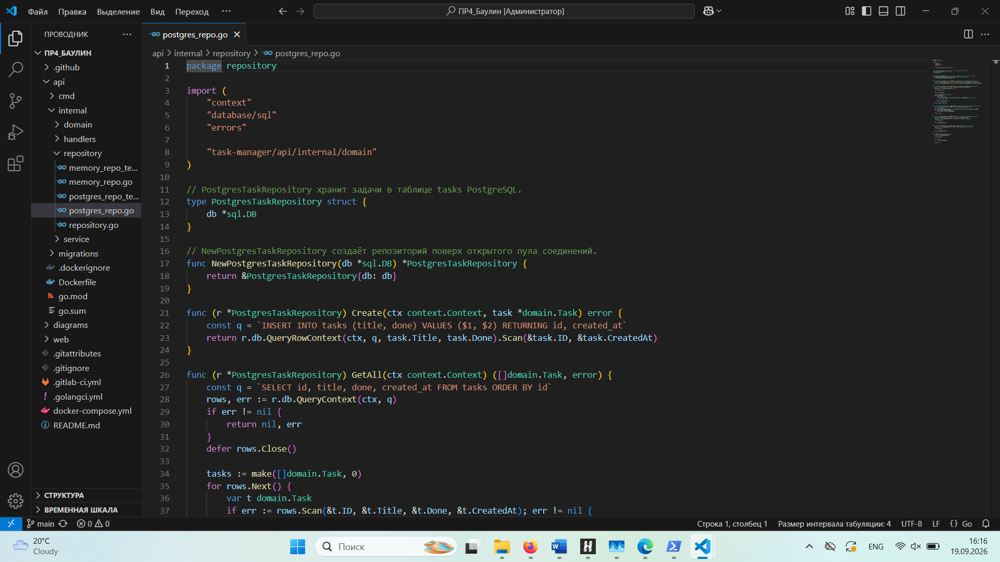 Файл Правка Выделение Вид Переход ···
ПР4_Баулин [Администратор]
ПРОВОДНИК
ПР4_БАУЛИН
.github
api
cmd
internal
domain
handlers
repository
memory_repo_te...
memory_repo.go
postgres_repo_te...
postgres_repo.go
repository.go
service
migrations
.dockerignore
Dockerfile
go.mod
go.sum
diagrams
web
.gitattributes
.gitignore
.gitlab-ci.yml
.golangci.yml
docker-compose.yml
README.md
СТРУКТУРА
ВРЕМЕННАЯ ШКАЛА
postgres_repo.go
api > internal > repository > postgres_repo.go
1 package repository
2
3 import (
4 "context"
5 "database/sql"
6 "errors"
7
8 "task-manager/api/internal/domain"
9 )
10
11 // PostgresTaskRepository хранит задачи в таблице tasks PostgreSQL.
12 type PostgresTaskRepository struct {
13 db *sql.DB
14 }
15
16 // NewPostgresTaskRepository создаёт репозиторий поверх открытого пула соединений.
17 func NewPostgresTaskRepository(db *sql.DB) *PostgresTaskRepository {
18 return &PostgresTaskRepository{db: db}
19 }
20
21 func (r *PostgresTaskRepository) Create(ctx context.Context, task *domain.Task) error {
22 const q = `INSERT INTO tasks (title, done) VALUES ($1, $2) RETURNING id, created_at`
23 return r.db.QueryRowContext(ctx, q, task.Title, task.Done).Scan(&task.ID, &task.CreatedAt)
24 }
25
26 func (r *PostgresTaskRepository) GetAll(ctx context.Context) ([]domain.Task, error) {
27 const q = `SELECT id, title, done, created_at FROM tasks ORDER BY id`
28 rows, err := r.db.QueryContext(ctx, q)
29 if err != nil {
30 return nil, err
31 }
32 defer rows.Close()
33
34 tasks := make([]domain.Task, 0)
35 for rows.Next() {
36 var t domain.Task
37 if err := rows.Scan(&t.ID, &t.Title, &t.Done, &t.CreatedAt); err != nil {
main 0 0
Строка 1, столбец 1 Размер интервала табуляции: 4 UTF-8 LF {} Go
20°C
Cloudy
Поиск
ENG
16:16
19.09.2026